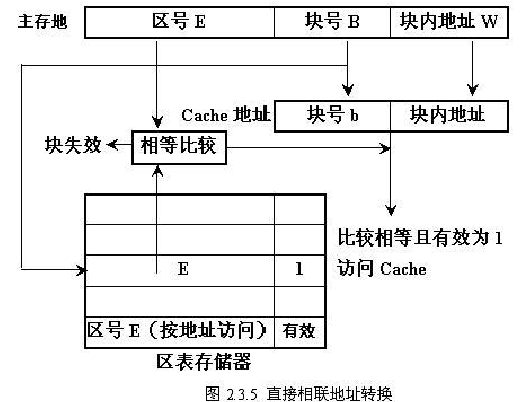 主存地 区号 E 块号 B 块内地址 W
Cache 地址 块号 b 块内地址
块失效 相等比较
比较相等且有效为 1
访问 Cache
E 1
区号 E（按地址访问） 有效
区表存储器
图 2.3.5 直接相联地址转换